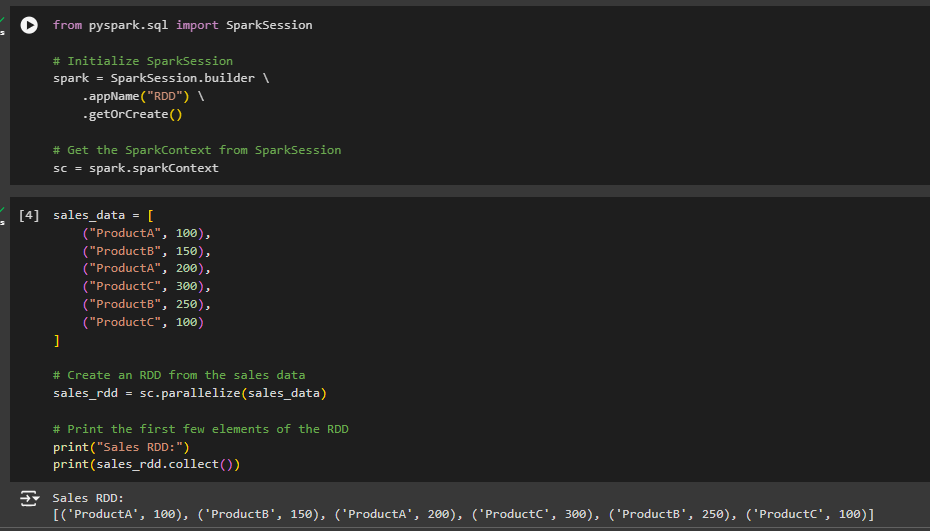 from pyspark.sql import SparkSession
# Initialize SparkSession
spark = SparkSession.builder \
    .appName("RDD") \
    .getOrCreate()
# Get the SparkContext from SparkSession
sc = spark.sparkContext
s
[4] sales_data = [
s
    ("ProductA", 100),
    ("ProductB", 150),
    ("ProductA", 200),
    ("ProductC", 300),
    ("ProductB", 250),
    ("ProductC", 100)
]
# Create an RDD from the sales data
sales_rdd = sc.parallelize(sales_data)
# Print the first few elements of the RDD
print("Sales RDD:")
print(sales_rdd.collect())
Sales RDD:
[('ProductA', 100), ('ProductB', 150), ('ProductA', 200), ('ProductC', 300), ('ProductB', 250), ('ProductC', 100)]